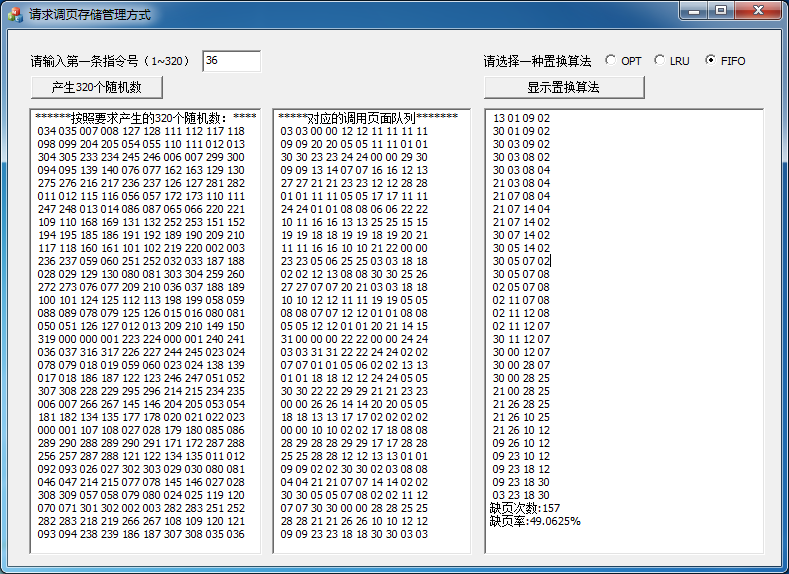 请求调页存储管理方式
请输入第一条指令号（1~320） 36
请选择一种置换算法 OPT LRU FIFO
产生320个随机数
显示置换算法
******按照要求产生的320个随机数：****
034 035 007 008 127 128 111 112 117 118
098 099 204 205 054 055 110 111 012 013
304 305 233 234 245 246 006 007 299 300
094 095 139 140 076 077 162 163 129 130
275 276 216 217 236 237 126 127 281 282
011 012 115 116 056 057 172 173 110 111
247 248 013 014 086 087 065 066 220 221
109 110 168 169 131 132 252 253 151 152
194 195 185 186 191 192 189 190 209 210
117 118 160 161 101 102 219 220 002 003
236 237 059 060 251 252 032 033 187 188
028 029 129 130 080 081 303 304 259 260
272 273 076 077 209 210 036 037 188 189
100 101 124 125 112 113 198 199 058 059
088 089 078 079 125 126 015 016 080 081
050 051 126 127 012 013 209 210 149 150
319 000 000 001 223 224 000 001 240 241
036 037 316 317 226 227 244 245 023 024
078 079 018 019 059 060 023 024 138 139
017 018 186 187 122 123 246 247 051 052
307 308 228 229 295 296 214 215 234 235
006 007 266 267 145 146 204 205 053 054
181 182 134 135 177 178 020 021 022 023
000 001 107 108 027 028 179 180 085 086
289 290 288 289 290 291 171 172 287 288
256 257 287 288 121 122 134 135 011 012
092 093 026 027 302 303 029 030 080 081
046 047 214 215 077 078 145 146 027 028
308 309 057 058 079 080 024 025 119 120
070 071 301 302 002 003 282 283 251 252
282 283 218 219 266 267 108 109 120 121
093 094 238 239 186 187 307 308 035 036
*****对应的调用页面队列*******
03 03 00 00 12 12 11 11 11 11
09 09 20 20 05 05 11 11 01 01
30 30 23 23 24 24 00 00 29 30
09 09 13 14 07 07 16 16 12 13
27 27 21 21 23 23 12 12 28 28
01 01 11 11 05 05 17 17 11 11
24 24 01 01 08 08 06 06 22 22
10 11 16 16 13 13 25 25 15 15
19 19 18 18 19 19 18 19 20 21
11 11 16 16 10 10 21 22 00 00
23 23 05 06 25 25 03 03 18 18
02 02 12 13 08 08 30 30 25 26
27 27 07 07 20 21 03 03 18 18
10 10 12 12 11 11 19 19 05 05
08 08 07 07 12 12 01 01 08 08
05 05 12 12 01 01 20 21 14 15
31 00 00 00 22 22 00 00 24 24
03 03 31 31 22 22 24 24 02 02
07 07 01 01 05 06 02 02 13 13
01 01 18 18 12 12 24 24 05 05
30 30 22 22 29 29 21 21 23 23
00 00 26 26 14 14 20 20 05 05
18 18 13 13 17 17 02 02 02 02
00 00 10 10 02 02 17 18 08 08
28 29 28 28 29 29 17 17 28 28
25 25 28 28 12 12 13 13 01 01
09 09 02 02 30 30 02 03 08 08
04 04 21 21 07 07 14 14 02 02
30 30 05 05 07 08 02 02 11 12
07 07 30 30 00 00 28 28 25 25
28 28 21 21 26 26 10 10 12 12
09 09 23 23 18 18 30 30 03 03
13 01 09 02
30 01 09 02
30 03 09 02
30 03 08 02
30 03 08 04
21 03 08 04
21 07 08 04
21 07 14 04
21 07 14 02
30 07 14 02
30 05 14 02
30 05 07 02
30 05 07 08
02 05 07 08
02 11 07 08
02 11 12 08
02 11 12 07
30 11 12 07
30 00 12 07
30 00 28 07
30 00 28 25
21 00 28 25
21 26 28 25
21 26 10 25
21 26 10 12
09 26 10 12
09 23 10 12
09 23 18 12
09 23 18 30
03 23 18 30
缺页次数:157
缺页率:49.0625%